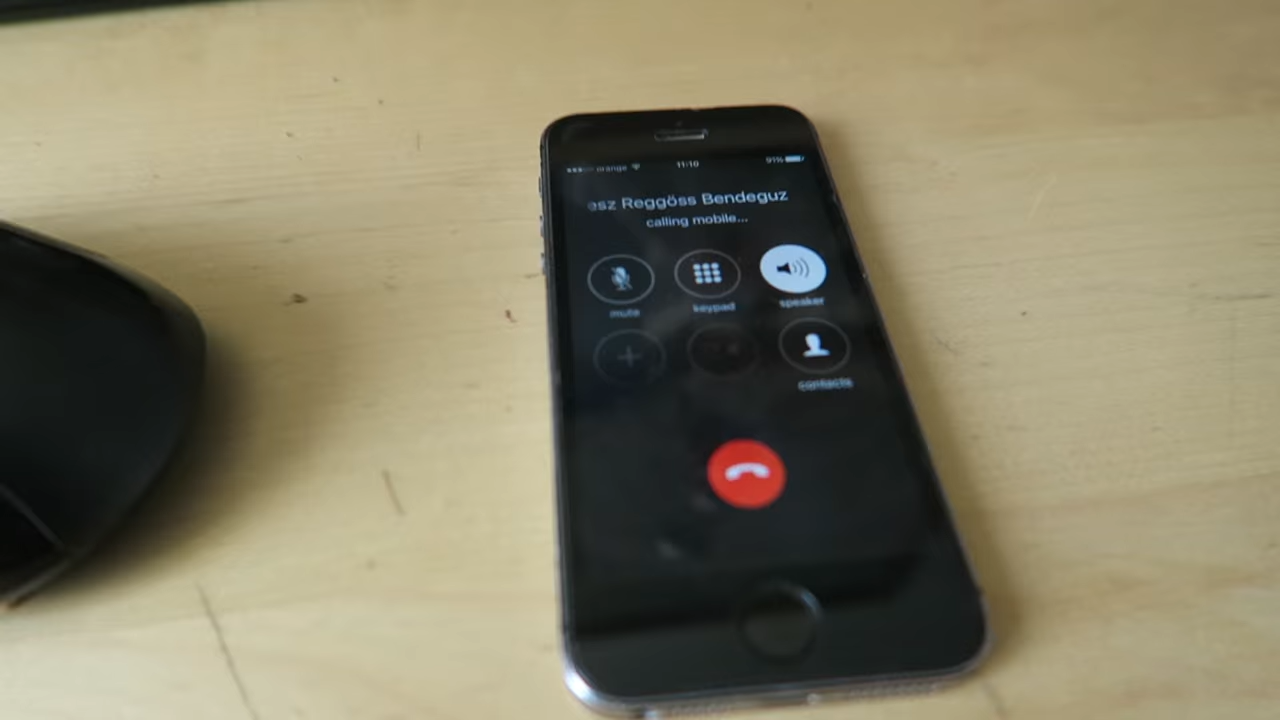 orange 11:10 91%
esz Reggöss Bendeguz
calling mobile...
mute keypad speaker
contacts